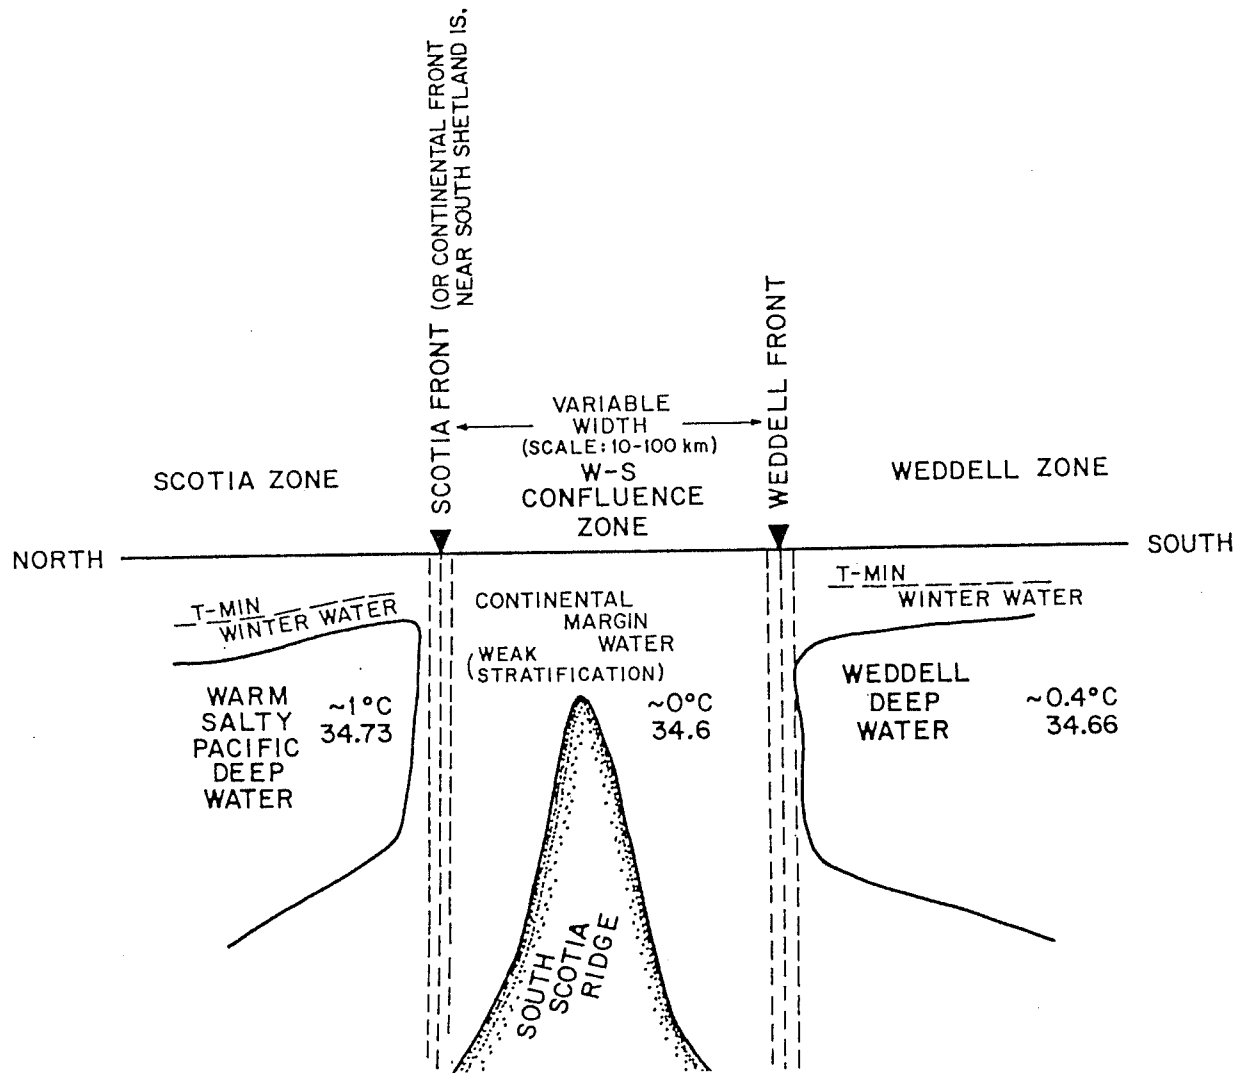 SCOTIA FRONT (OR CONTINENTAL FRONT
NEAR SOUTH SHETLAND IS.
WEDDELL FRONT
VARIABLE
WIDTH
(SCALE: 10-100 km)
SCOTIA ZONE
W-S
CONFLUENCE
ZONE
WEDDELL ZONE
NORTH
SOUTH
T-MIN
WINTER WATER
CONTINENTAL
MARGIN
WATER
(WEAK
STRATIFICATION)
T-MIN
WINTER WATER
WARM
SALTY
PACIFIC
DEEP
WATER
~1°C
34.73
~0°C
34.6
WEDDELL
DEEP
WATER
~0.4°C
34.66
SOUTH
SCOTIA
RIDGE